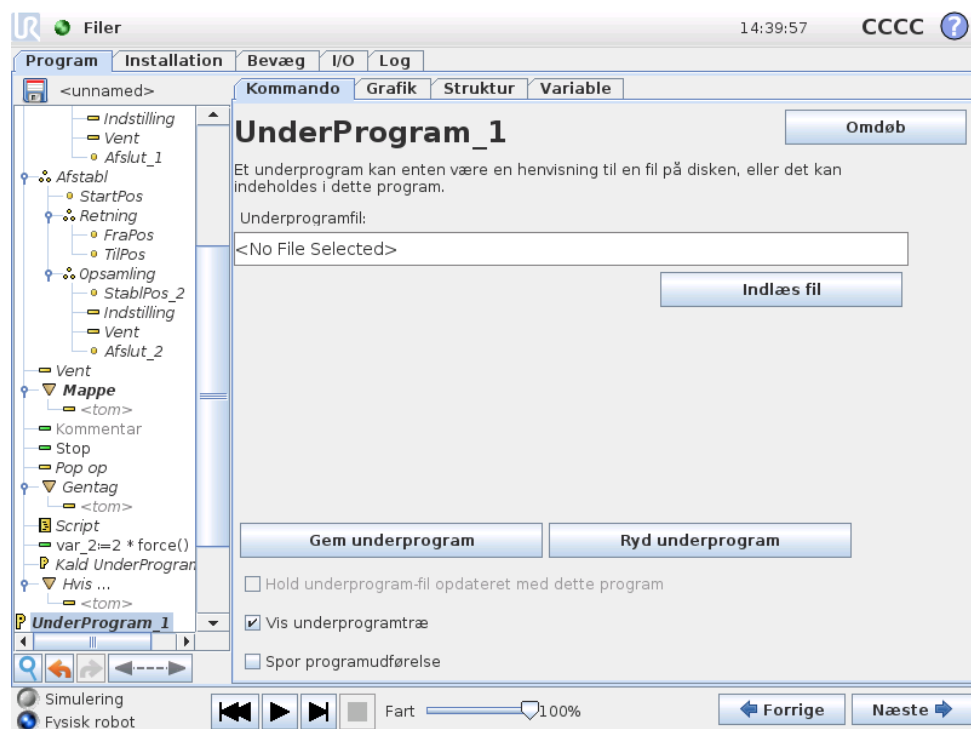 UR Filer 14:39:57 CCCC ?
Program Installation Bevæg I/O Log
<unnamed>
Kommando Grafik Struktur Variable
Indstilling
Vent
Afslut_1
Afstabl
StartPos
Retning
FraPos
TilPos
Opsamling
StablPos_2
Indstilling
Vent
Afslut_2
Vent
Mappe
<tom>
Kommentar
Stop
Pop op
Gentag
<tom>
Script
var_2:=2 * force()
Kald UnderProgran
Hvis ...
<tom>
UnderProgram_1
UnderProgram_1
Omdøb
Et underprogram kan enten være en henvisning til en fil på disken, eller det kan
indeholdes i dette program.
Underprogramfil:
<No File Selected>
Indlæs fil
Gem underprogram Ryd underprogram
Hold underprogram-fil opdateret med dette program
Vis underprogramtræ
Spor programudførelse
Simulering
Fysisk robot
Fart 100%
Forrige Næste